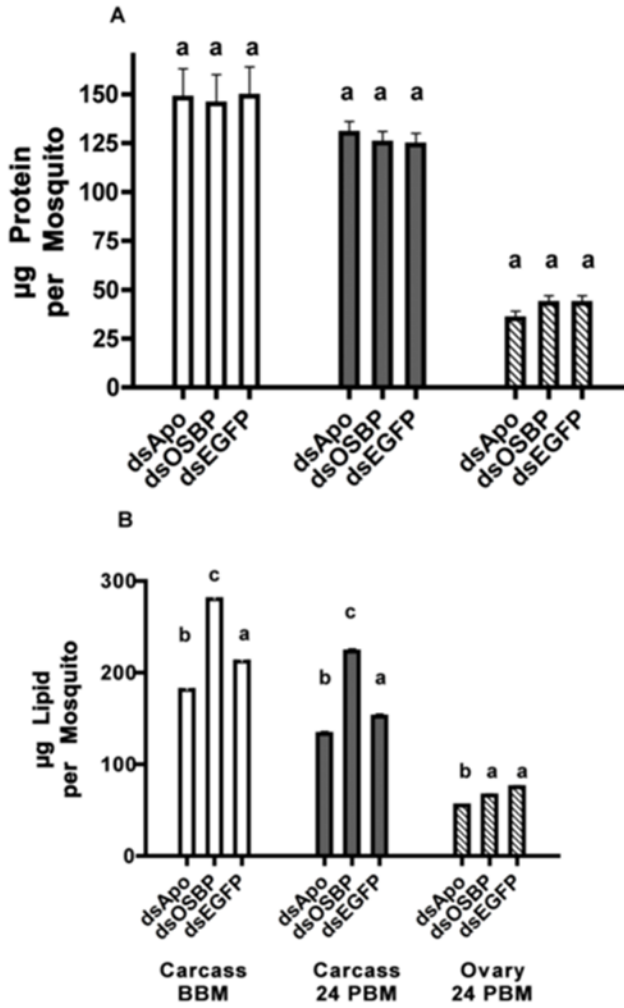 A
µg Protein
per Mosquito
150
125
100
75
50
25
0
a a a
a a a
a a a
dsApo
dsOSBP
dsEGFP
dsApo
dsOSBP
dsEGFP
dsApo
dsOSBP
dsEGFP
B
µg Lipid
per Mosquito
300
200
100
0
b c a
b c a
b a a
dsApo
dsOSBP
dsEGFP
dsApo
dsOSBP
dsEGFP
dsApo
dsOSBP
dsEGFP
Carcass
BBM
Carcass
24 PBM
Ovary
24 PBM